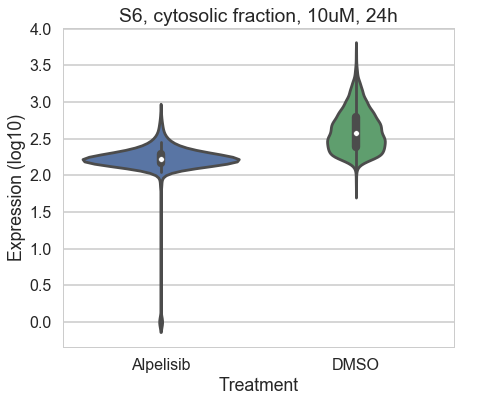 S6, cytosolic fraction, 10uM, 24h
4.0
3.5
3.0
2.5
2.0
1.5
1.0
0.5
0.0
Expression (log10)
Alpelisib DMSO
Treatment